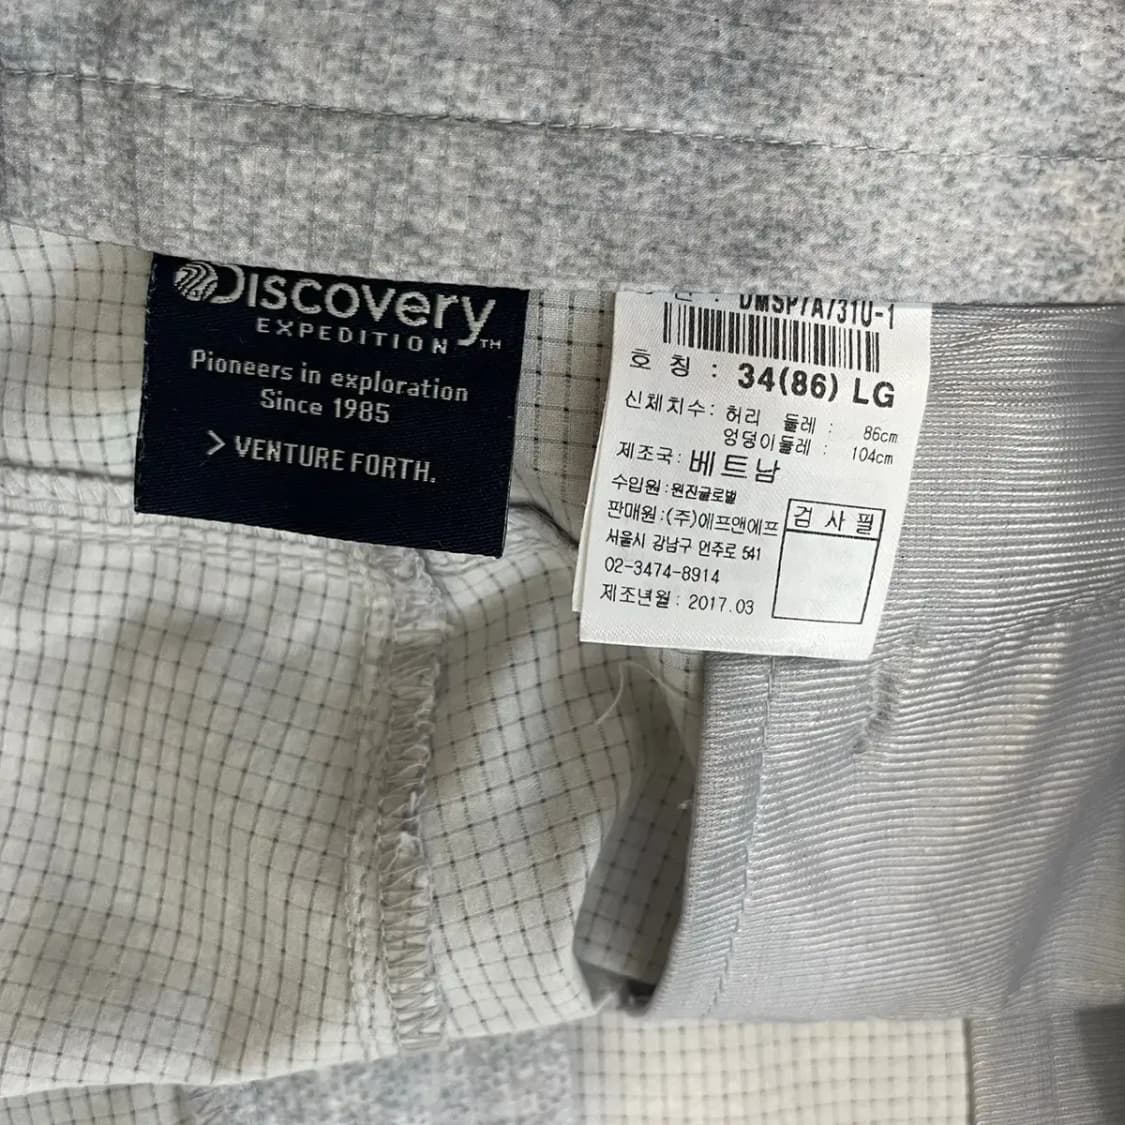 Discovery
EXPEDITION™
Pioneers in exploration
Since 1985
> VENTURE FORTH.
DMSP7A731U-1
호 칭 : 34(86) LG
신체치수: 허리 둘레 : 86cm
엉덩이둘레 : 104cm
제조국: 베트남
수입원 : 원진글로벌
판매원 :(주)에프앤에프
서울시 강남구 언주로 541
02-3474-8914
제조년월 : 2017.03
검 사 필